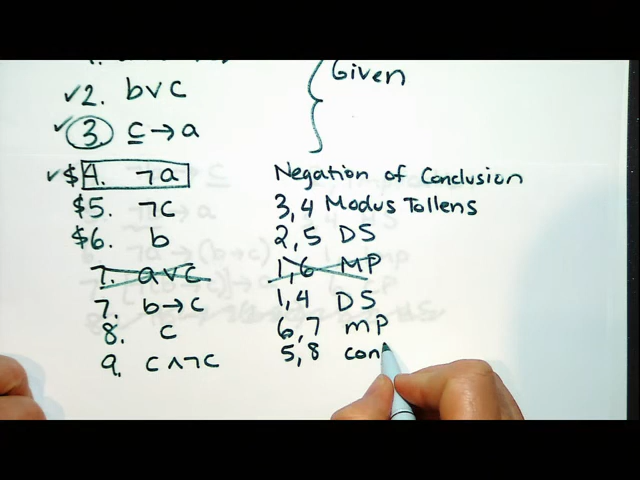 Given
✓2. b∨c
✓3. c→a
✓$4. ¬a Negation of Conclusion
$5. ¬c 3,4 Modus Tollens
$6. b 2,5 DS
7. a∨c 1,6 MP
7. b→c 1,4 DS
8. c 6,7 MP
9. c∧¬c 5,8 con